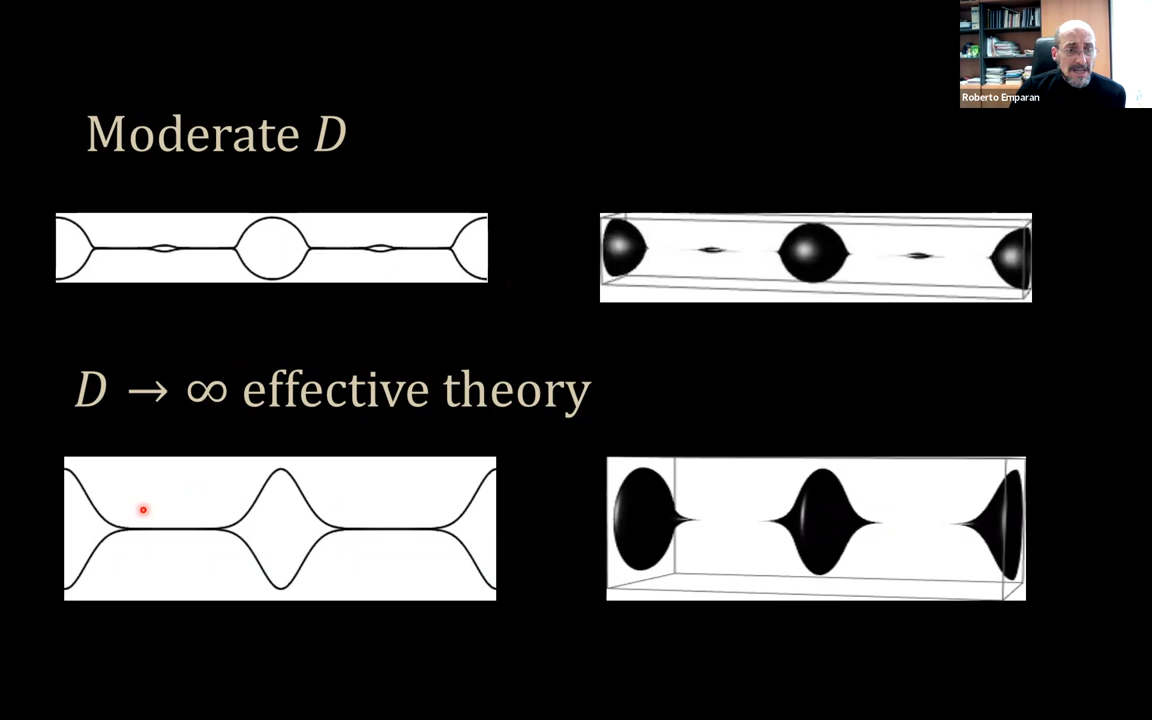 Roberto Emparan
Moderate D
D → ∞ effective theory